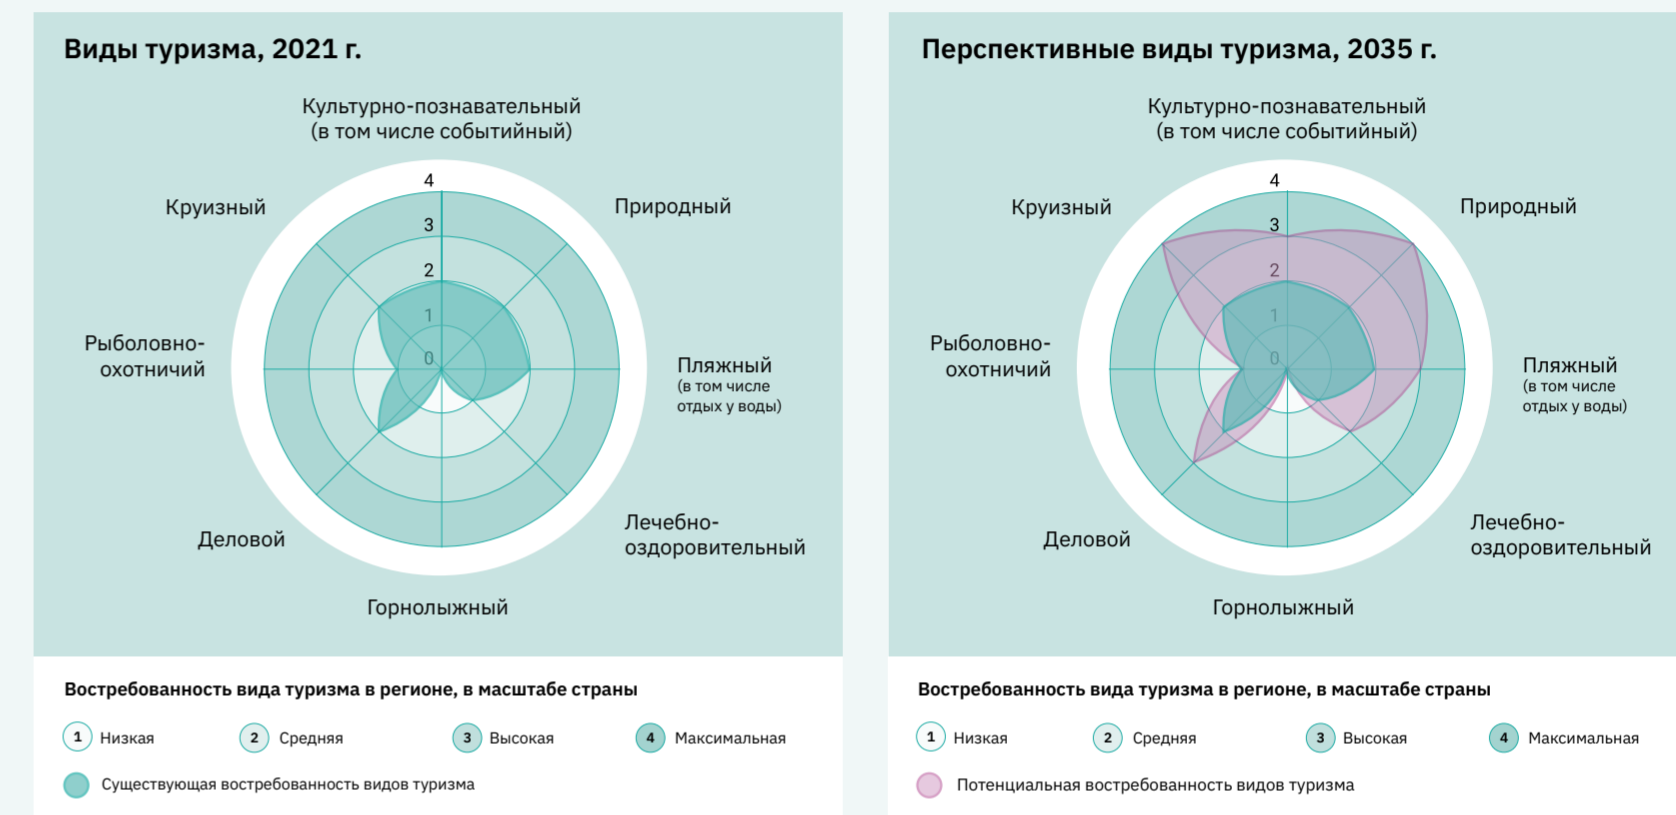 Виды туризма, 2021 г.
Культурно-познавательный
(в том числе событийный)
Круизный
Природный
4
3
2
1
0
Рыболовно-
охотничий
Пляжный
(в том числе
отдых у воды)
Деловой
Лечебно-
оздоровительный
Горнолыжный
Востребованность вида туризма в регионе, в масштабе страны
1 Низкая
2 Средняя
3 Высокая
4 Максимальная
Существующая востребованность видов туризма
Перспективные виды туризма, 2035 г.
Культурно-познавательный
(в том числе событийный)
Круизный
Природный
4
3
2
1
0
Рыболовно-
охотничий
Пляжный
(в том числе
отдых у воды)
Деловой
Лечебно-
оздоровительный
Горнолыжный
Востребованность вида туризма в регионе, в масштабе страны
1 Низкая
2 Средняя
3 Высокая
4 Максимальная
Потенциальная востребованность видов туризма